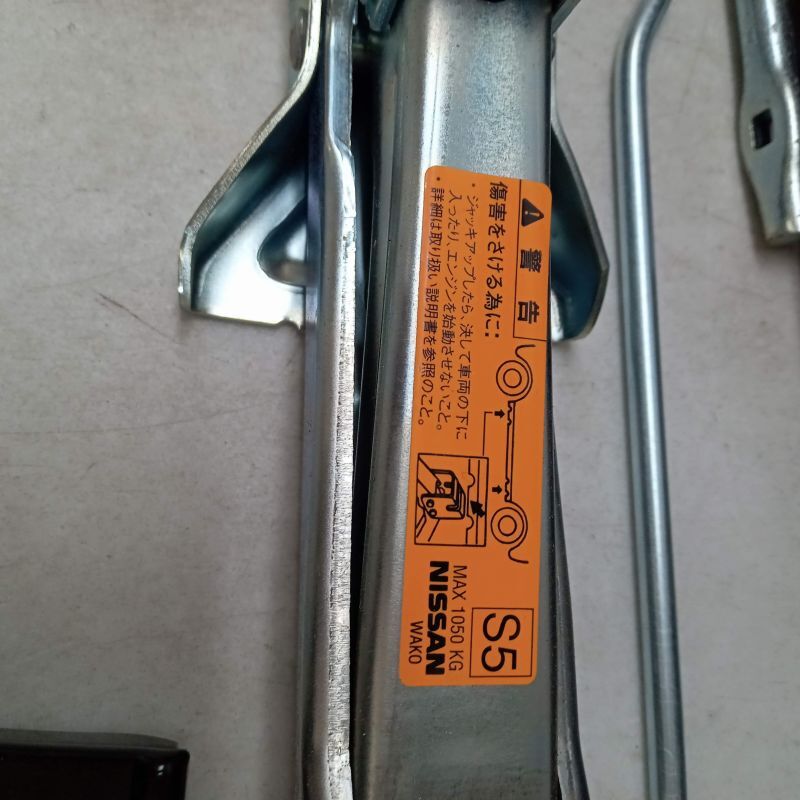 警告
傷害をさける為に:
・ジャッキアップしたら、決して車両の下に
入ったり、エンジンを始動させないこと。
・詳細は取り扱い説明書を参照のこと。
S5
MAX 1050 KG
NISSAN
WAKO